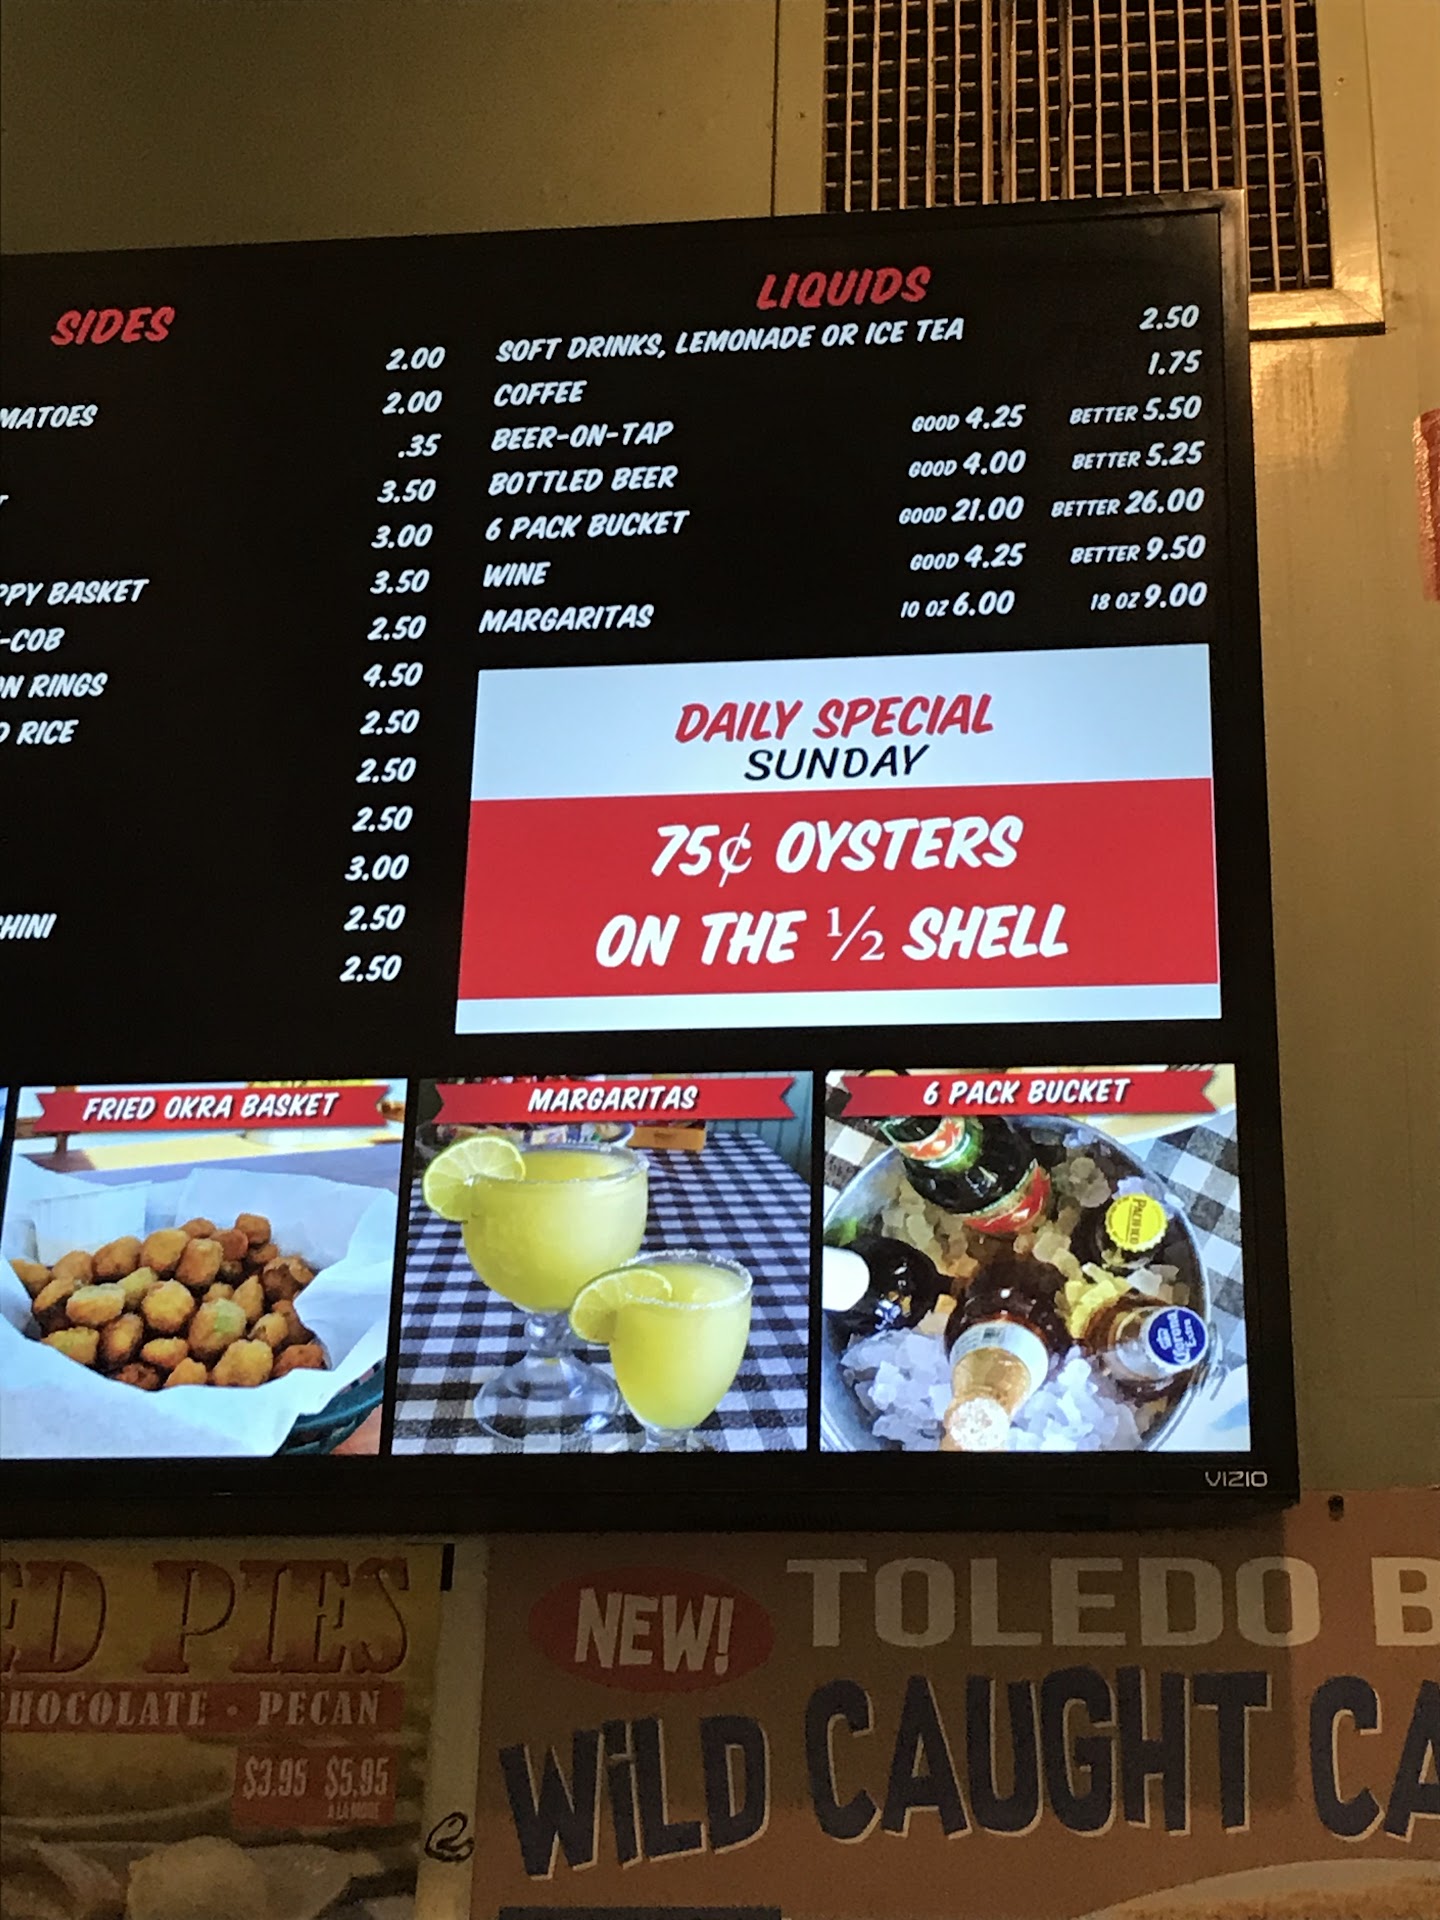 SIDES
2.00
MATOES 2.00
.35
3.50
3.00
PPY BASKET 3.50
-COB 2.50
ON RINGS 4.50
D RICE 2.50
2.50
2.50
3.00
HINI 2.50
2.50
LIQUIDS
SOFT DRINKS, LEMONADE OR ICE TEA 2.50
COFFEE 1.75
BEER-ON-TAP GOOD 4.25 BETTER 5.50
BOTTLED BEER GOOD 4.00 BETTER 5.25
6 PACK BUCKET GOOD 21.00 BETTER 26.00
WINE GOOD 4.25 BETTER 9.50
MARGARITAS 10 OZ 6.00 18 OZ 9.00
DAILY SPECIAL
SUNDAY
75¢ OYSTERS
ON THE ½ SHELL
FRIED OKRA BASKET
MARGARITAS
6 PACK BUCKET
PACIFICO
VIZIO
ED PIES
CHOCOLATE · PECAN
$3.95 $5.95
A LA MODE
NEW!
TOLEDO B
WILD CAUGHT CA